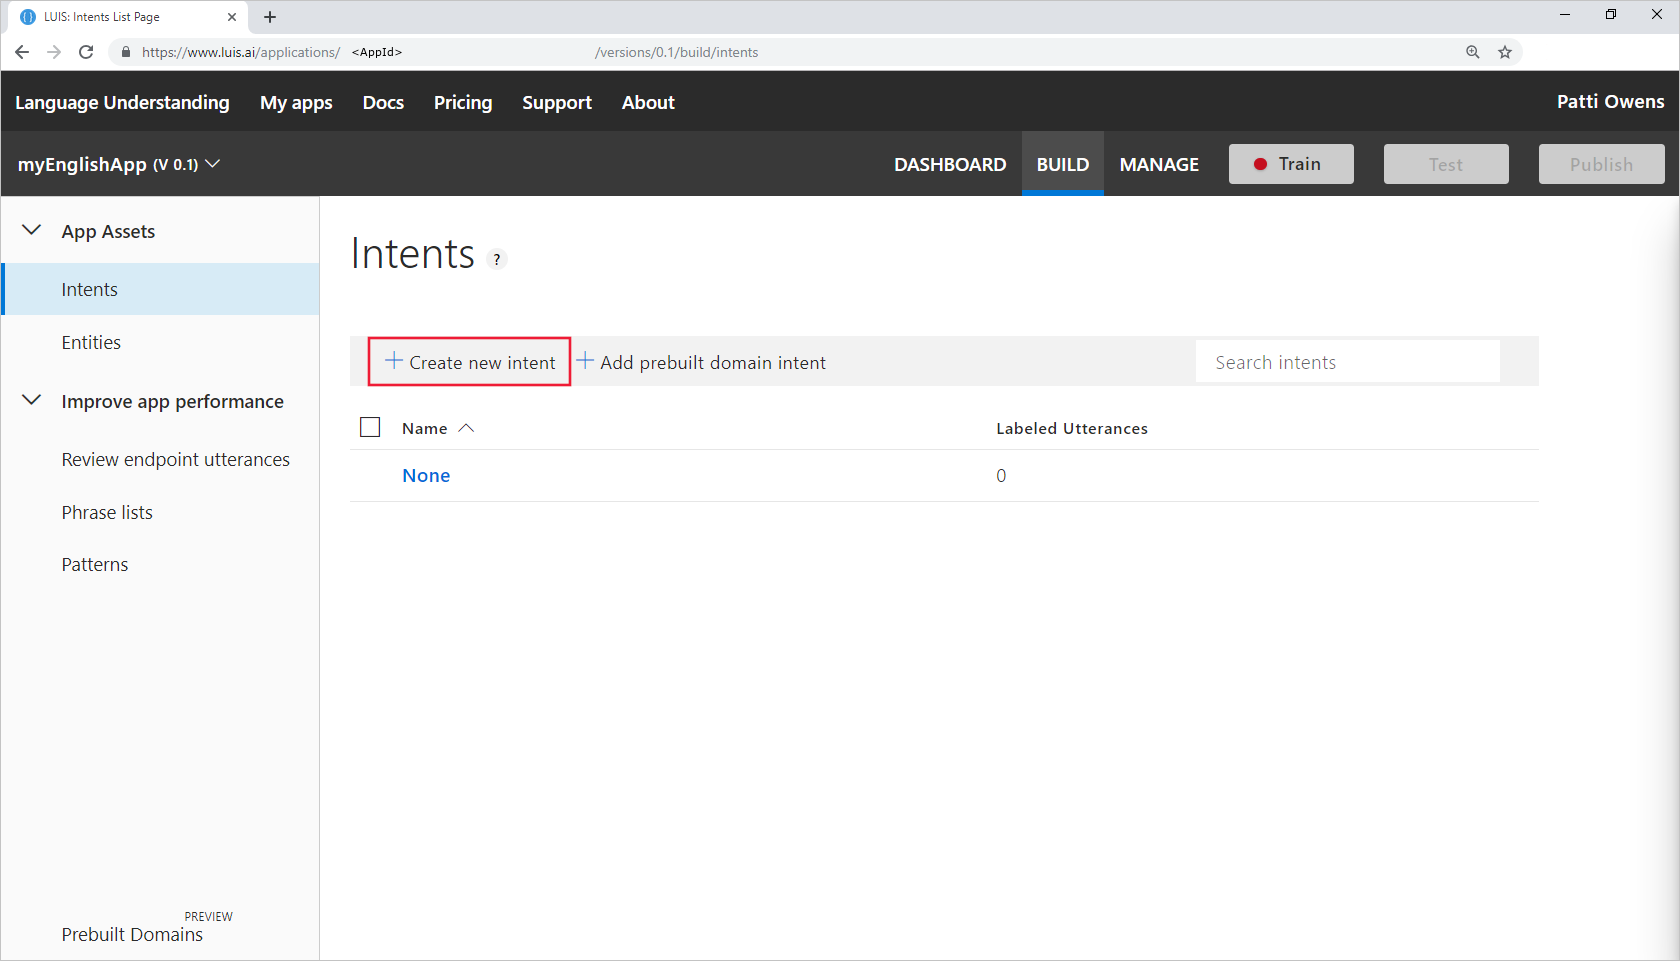 LUIS: Intents List Page
https://www.luis.ai/applications/ <AppId> /versions/0.1/build/intents
Language Understanding My apps Docs Pricing Support About Patti Owens
myEnglishApp (V 0.1) DASHBOARD BUILD MANAGE Train Test Publish
App Assets
Intents
Entities
Improve app performance
Review endpoint utterances
Phrase lists
Patterns
PREVIEW
Prebuilt Domains
Intents ?
Create new intent Add prebuilt domain intent Search intents
Name Labeled Utterances
None 0